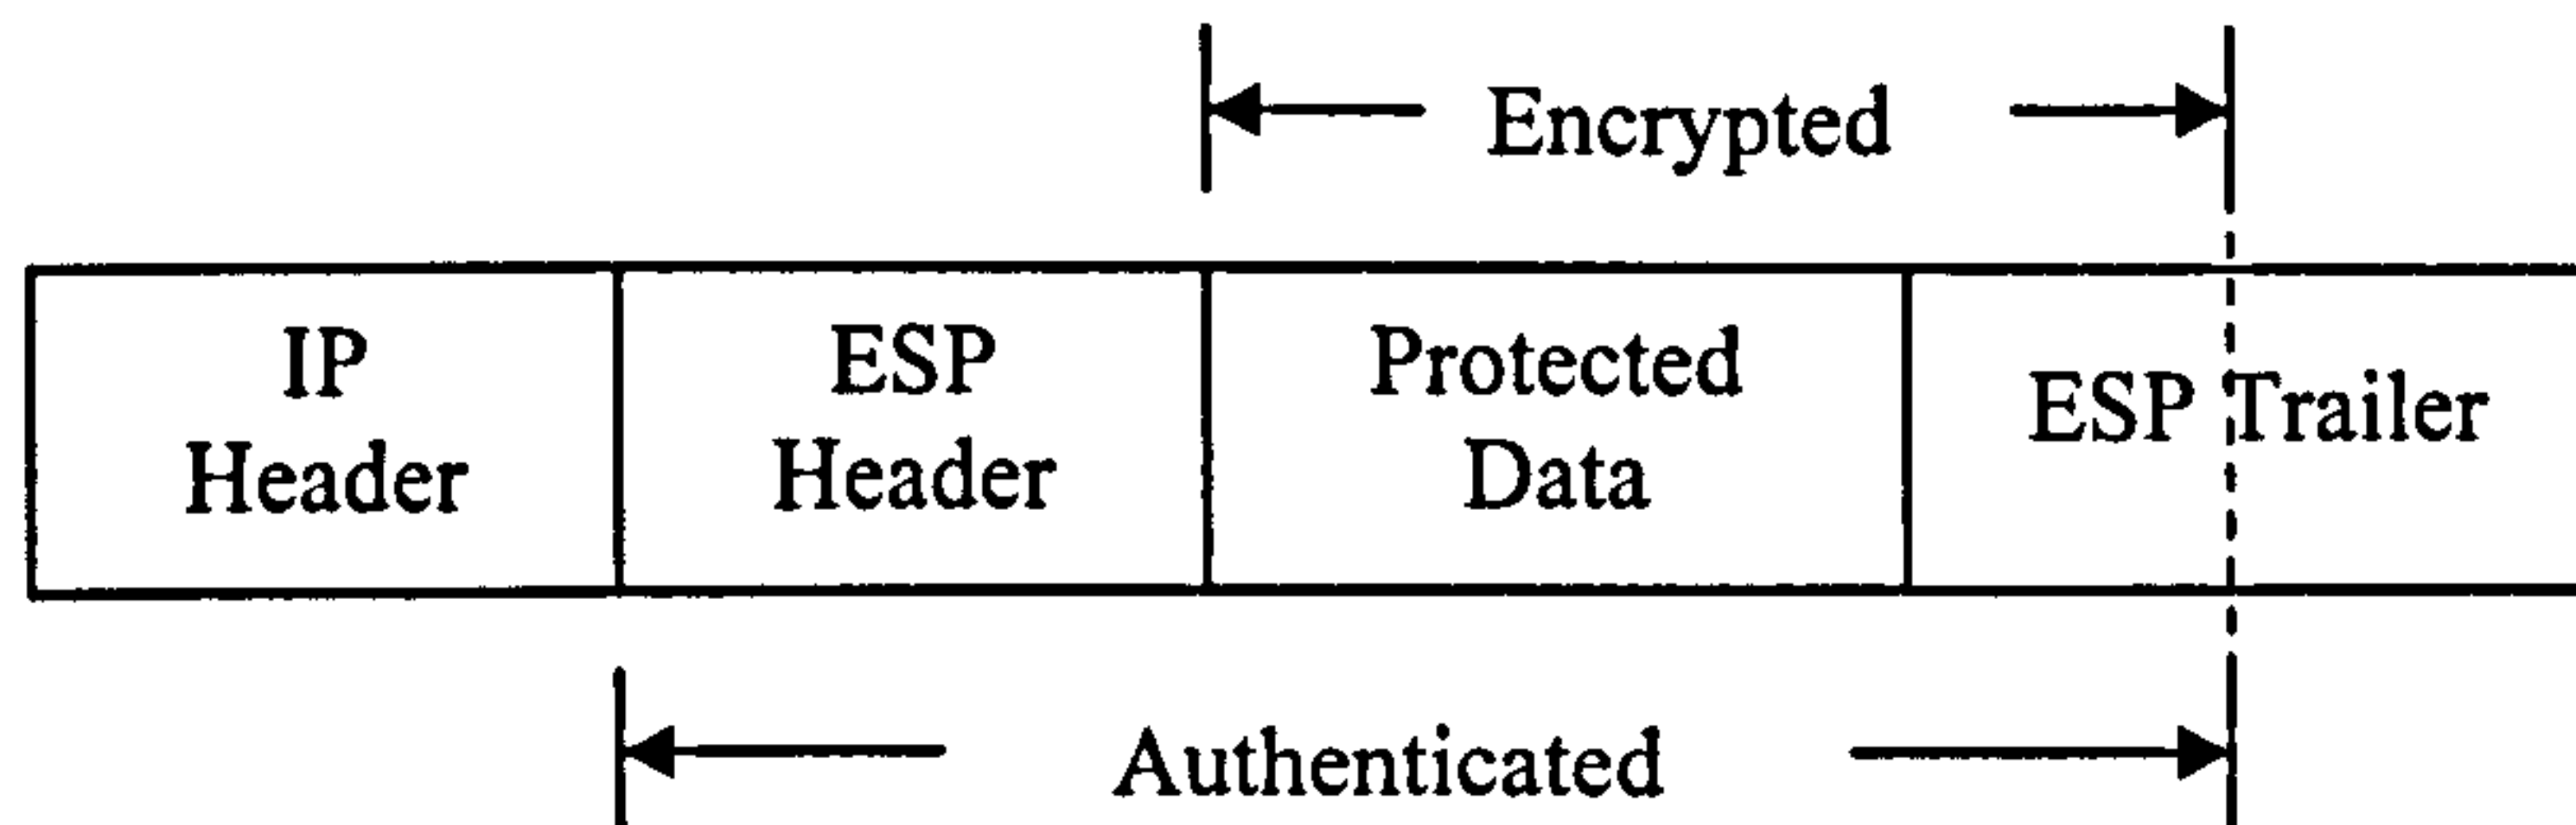 Encrypted
IP
Header
ESP
Header
Protected
Data
ESP Trailer
Authenticated